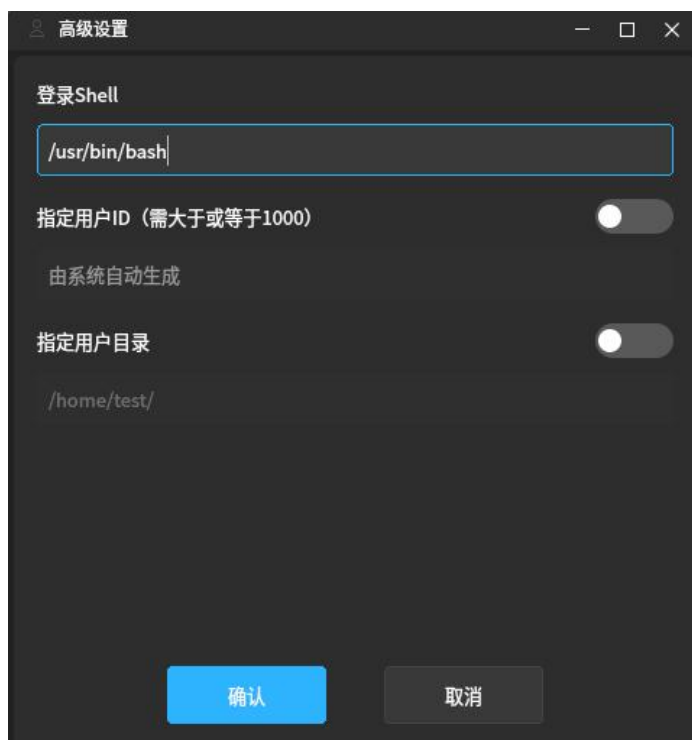 高级设置
登录Shell
/usr/bin/bash
指定用户ID（需大于或等于1000）
由系统自动生成
指定用户目录
/home/test/
确认
取消